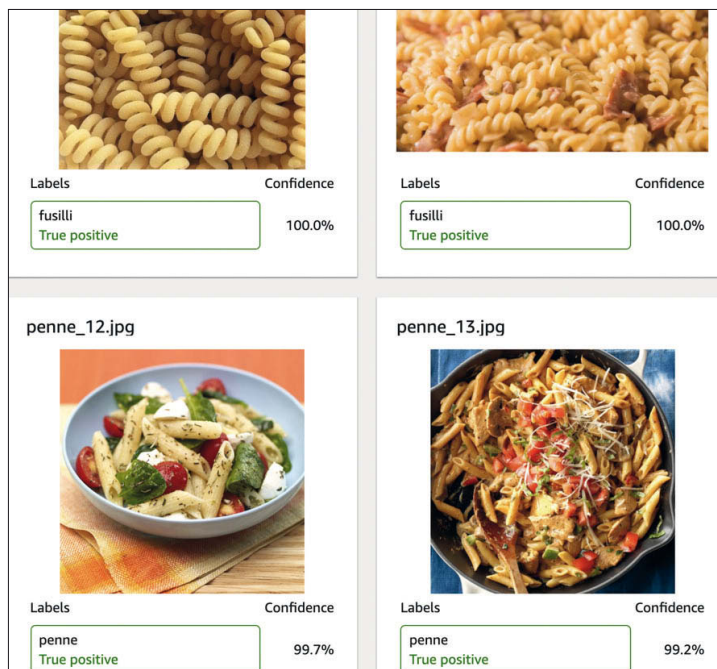 Labels Confidence
fusilli
True positive
100.0%
Labels Confidence
fusilli
True positive
100.0%
penne_12.jpg
penne_13.jpg
Labels Confidence
penne
True positive
99.7%
Labels Confidence
penne
True positive
99.2%